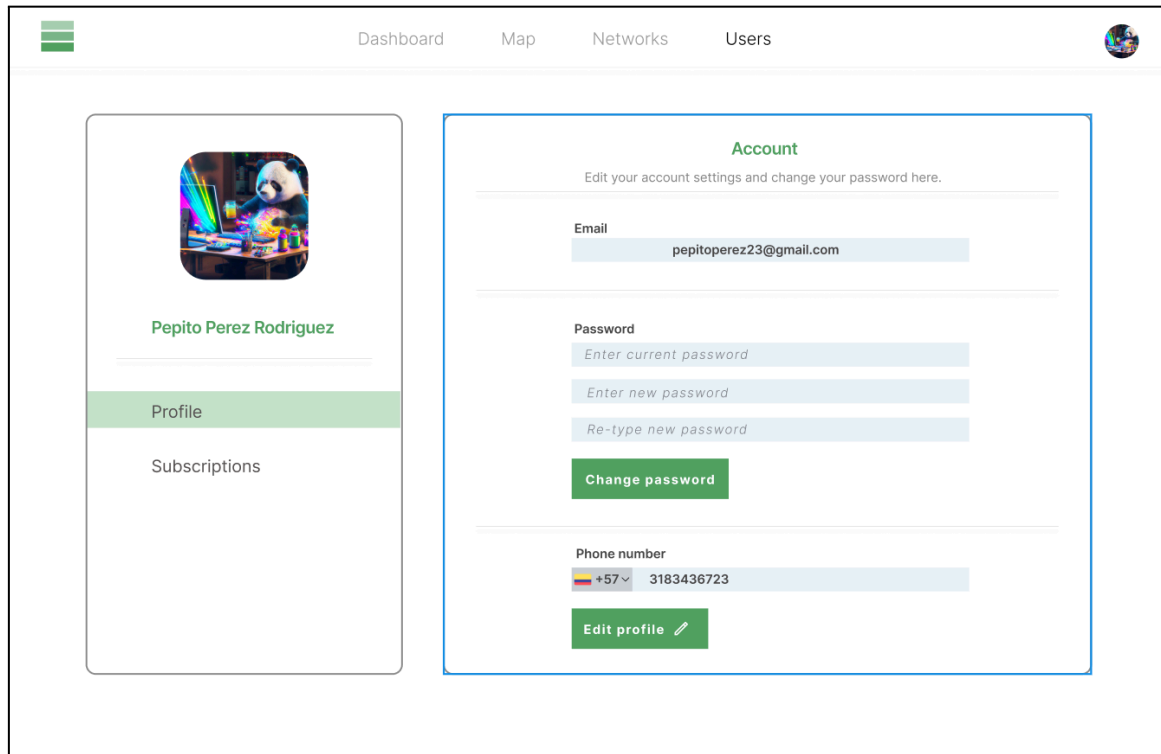 Dashboard Map Networks Users
Pepito Perez Rodriguez
Profile
Subscriptions
Account
Edit your account settings and change your password here.
Email
pepitoperez23@gmail.com
Password
Enter current password
Enter new password
Re-type new password
Change password
Phone number
+57 3183436723
Edit profile